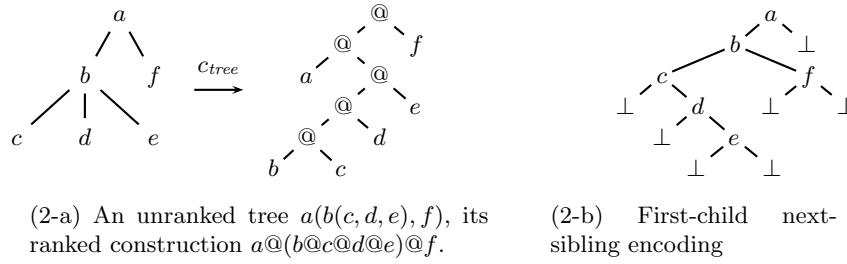 a @ a
@ f b ⊥
b f c_tree a @ c f
@ e ⊥ d ⊥ ⊥
c d e @ d ⊥ e
b c ⊥ ⊥
(2-a) An unranked tree a(b(c, d, e), f), its
ranked construction a@(b@c@d@e)@f.
(2-b) First-child next-
sibling encoding